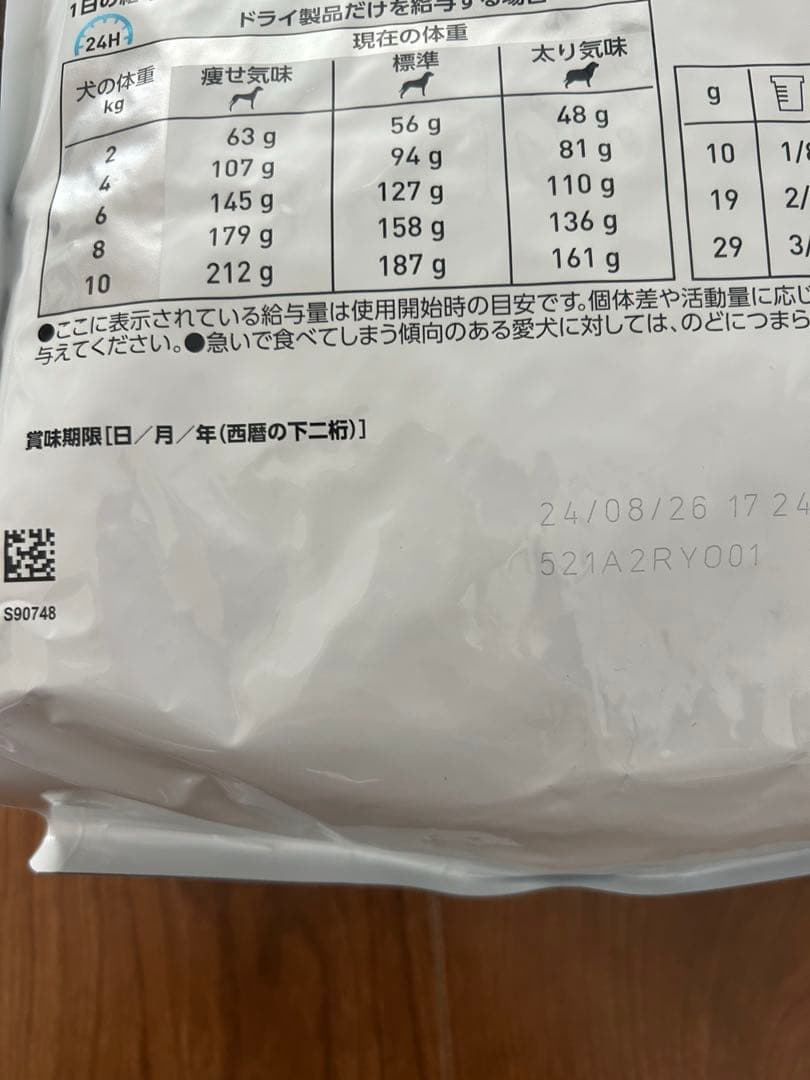 1日の
24H
ドライ製品だけを給与する場合
現在の体重
犬の体重
kg
痩せ気味
標準
太り気味
2 63 g 56 g 48 g
4 107 g 94 g 81 g
6 145 g 127 g 110 g
8 179 g 158 g 136 g
10 212 g 187 g 161 g
g
10 1/8
19 2/
29 3/
●ここに表示されている給与量は使用開始時の目安です。個体差や活動量に応じ
与えてください。●急いで食べてしまう傾向のある愛犬に対しては、のどにつまら
賞味期限[日/月/年(西暦の下二桁)]
24/08/26 17 24
521A2RY001
S90748